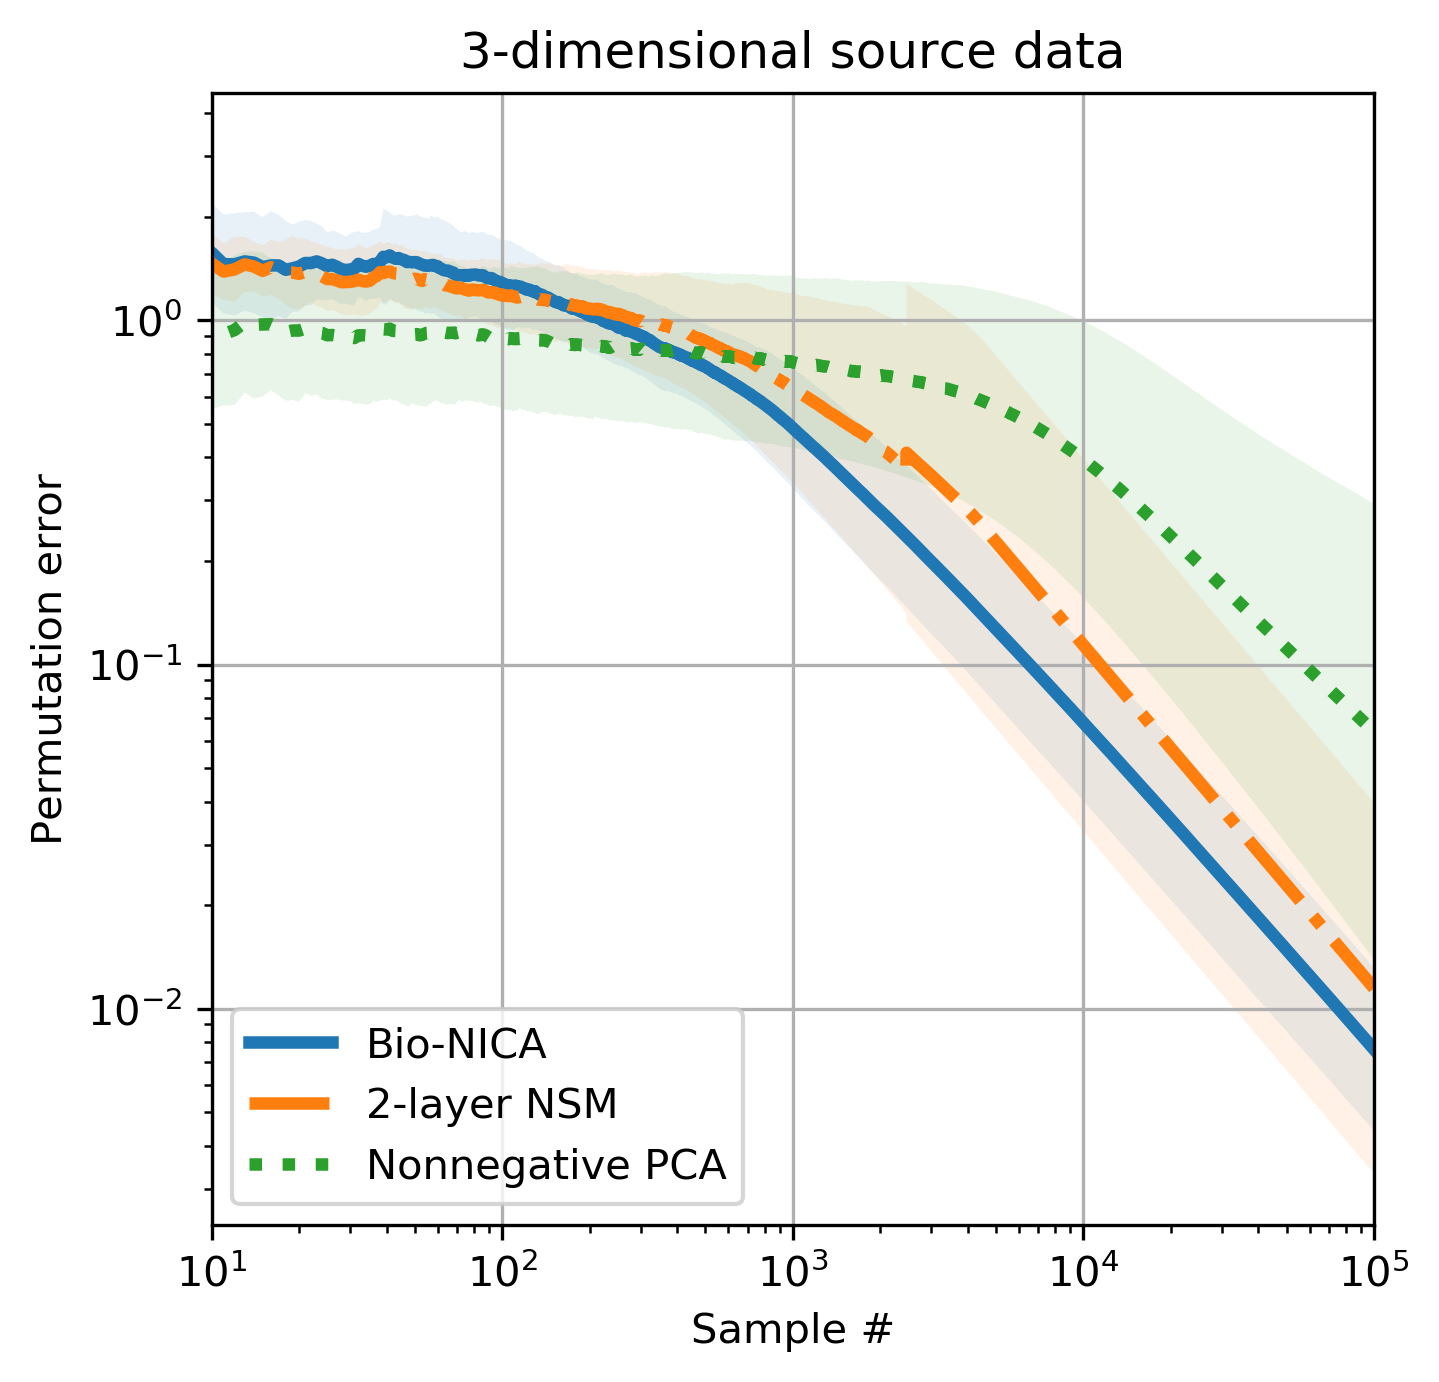 3-dimensional source data
Permutation error
10⁰
10⁻¹
10⁻²
Bio-NICA
2-layer NSM
Nonnegative PCA
10¹ 10² 10³ 10⁴ 10⁵
Sample #